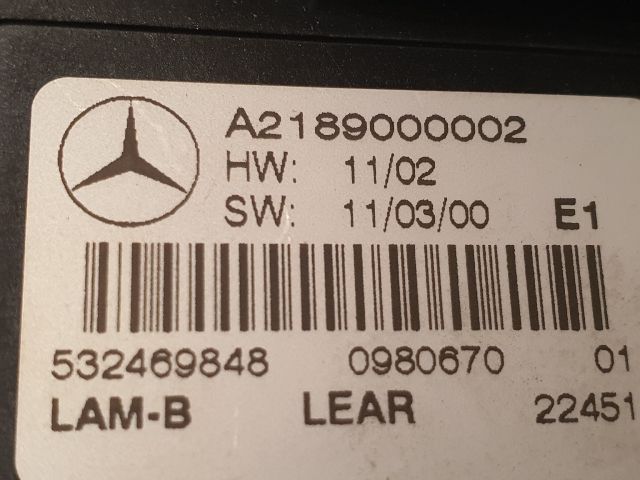 A2189000002
HW: 11/02
SW: 11/03/00 E1
532469848 0980670 01
LAM-B LEAR 22451